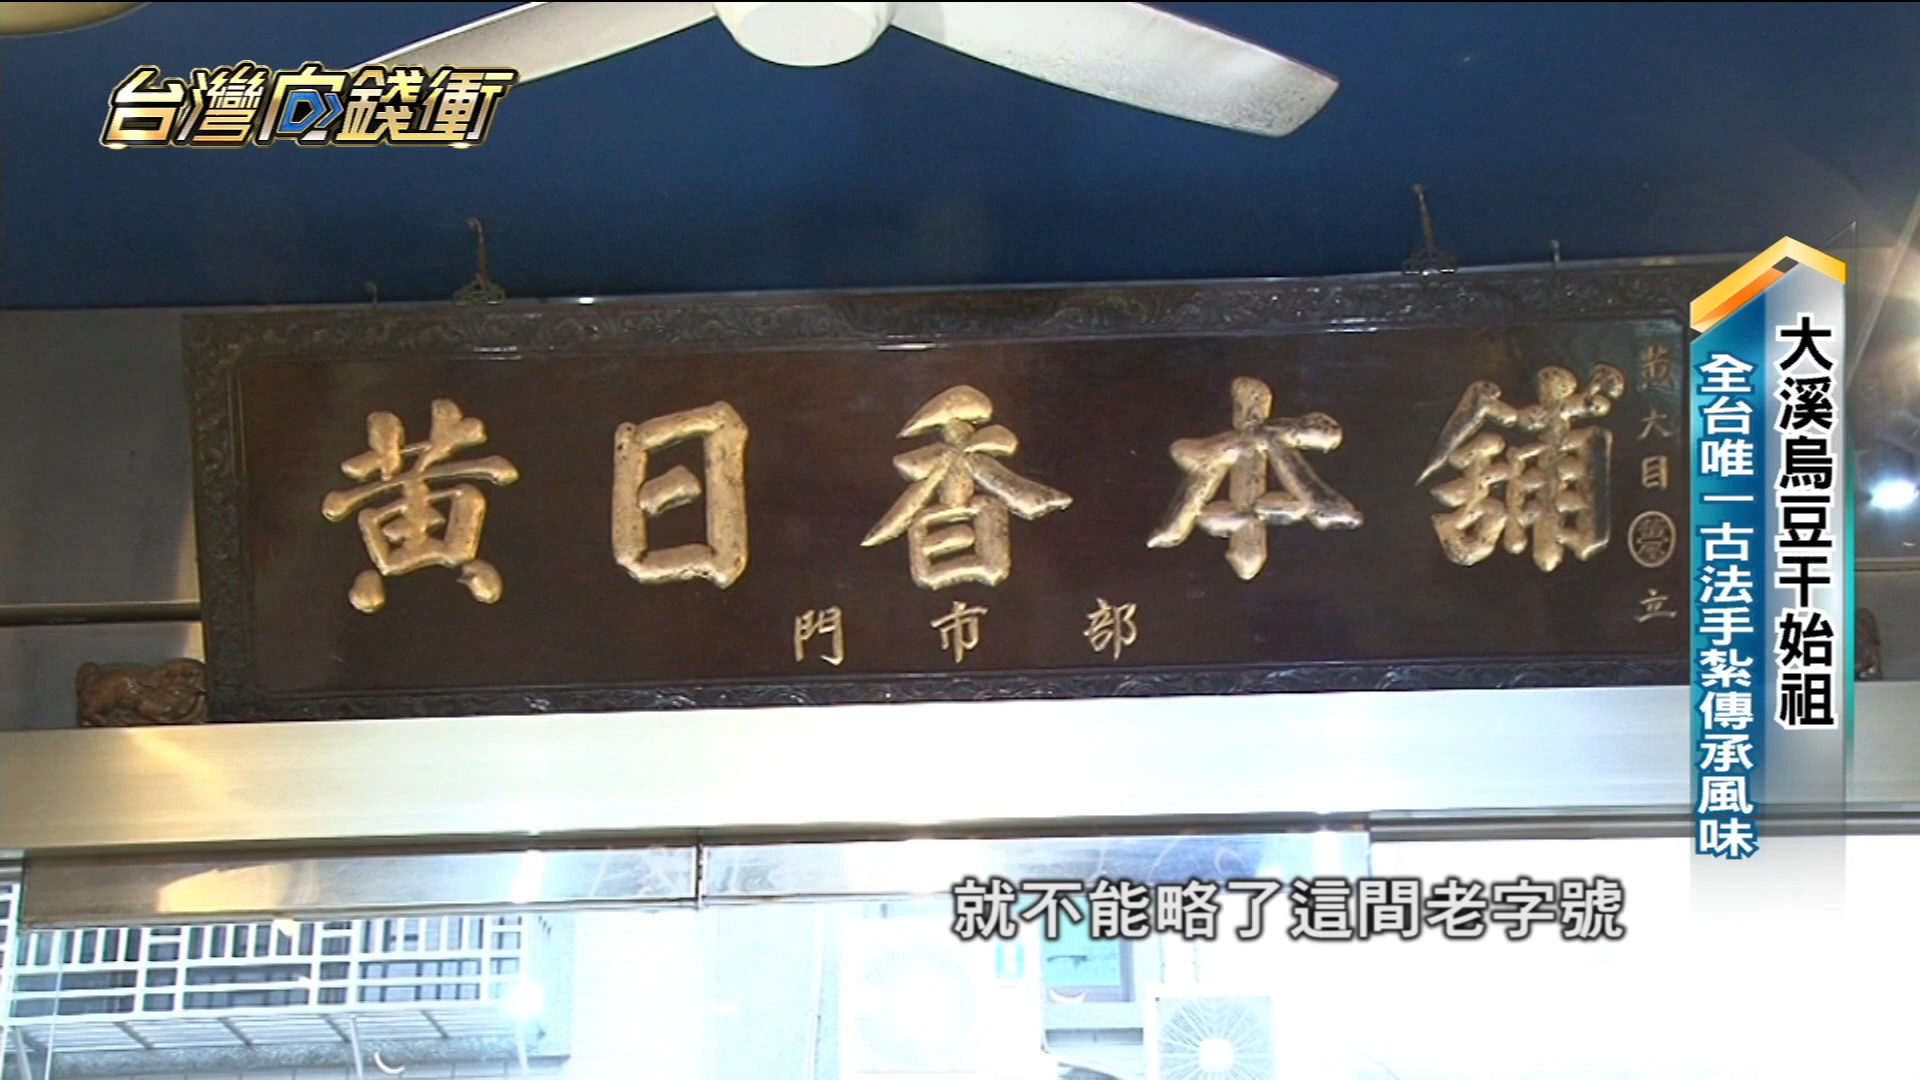 台灣向錢衝
黃日香本舖
門市部
黃大目
立
大溪烏豆干始祖
全台唯一古法手紮傳承風味
就不能略了這間老字號